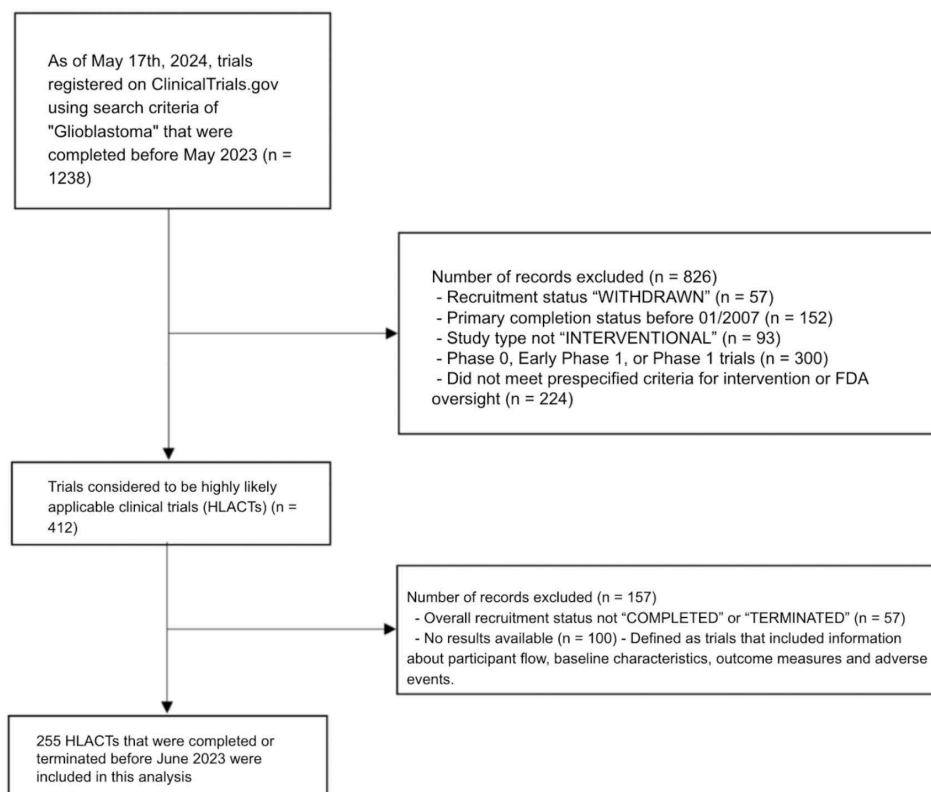 As of May 17th, 2024, trials
registered on ClinicalTrials.gov
using search criteria of
"Glioblastoma" that were
completed before May 2023 (n =
1238)
Number of records excluded (n = 826)
- Recruitment status “WITHDRAWN” (n = 57)
- Primary completion status before 01/2007 (n = 152)
- Study type not “INTERVENTIONAL” (n = 93)
- Phase 0, Early Phase 1, or Phase 1 trials (n = 300)
- Did not meet prespecified criteria for intervention or FDA
oversight (n = 224)
Trials considered to be highly likely
applicable clinical trials (HLACTs) (n =
412)
Number of records excluded (n = 157)
- Overall recruitment status not “COMPLETED” or “TERMINATED” (n = 57)
- No results available (n = 100) - Defined as trials that included information
about participant flow, baseline characteristics, outcome measures and adverse
events.
255 HLACTs that were completed or
terminated before June 2023 were
included in this analysis